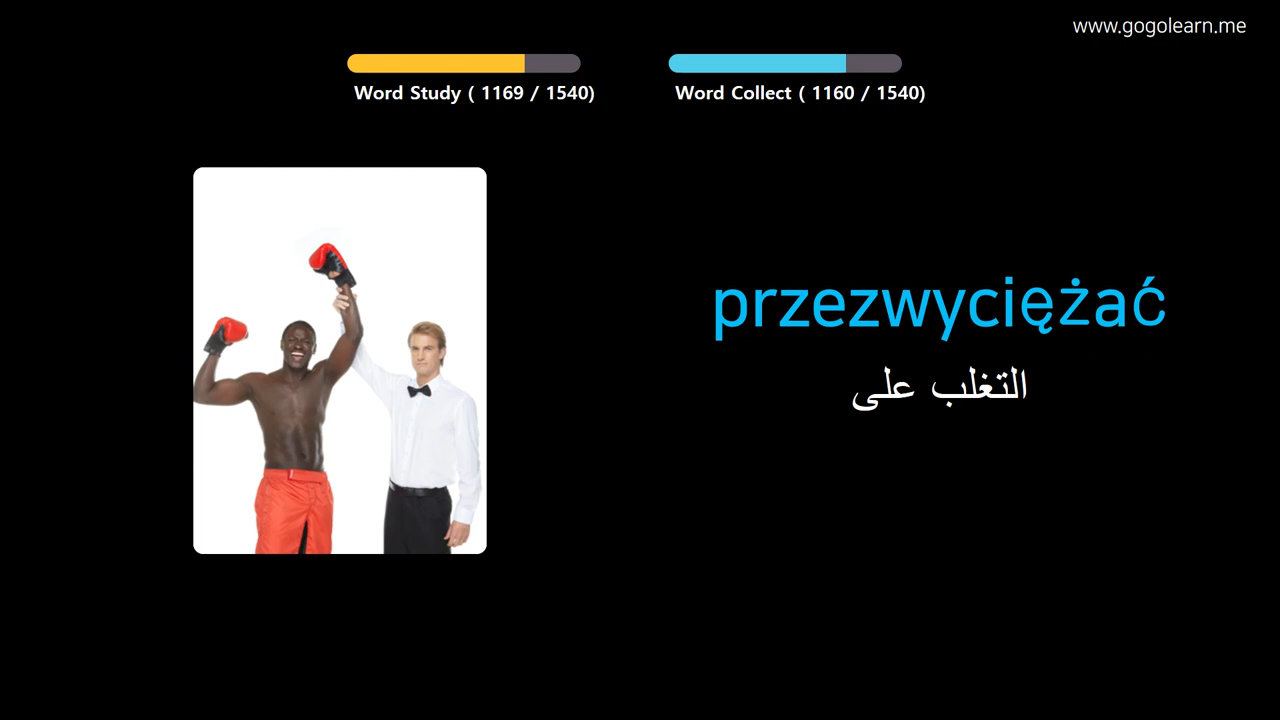 www.gogolearn.me
Word Study ( 1169 / 1540)
Word Collect ( 1160 / 1540)
przezwyciężać
التغلب على